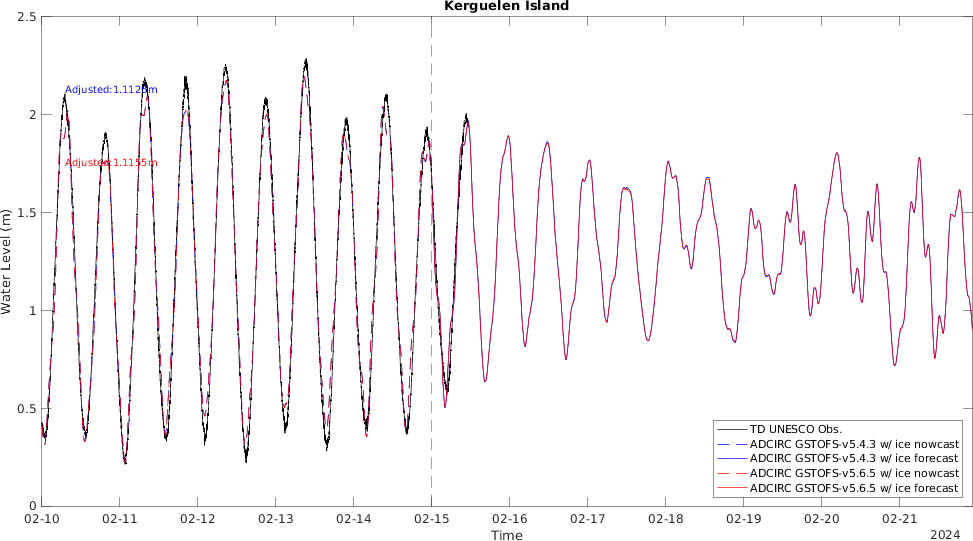 Kerguelen Island
2.5
2
1.5
1
0.5
0
Water Level (m)
Adjusted:1.1125m
Adjusted:1.1155m
TD UNESCO Obs.
ADCIRC GSTOFS-v5.4.3 w/ ice nowcast
ADCIRC GSTOFS-v5.4.3 w/ ice forecast
ADCIRC GSTOFS-v5.6.5 w/ ice nowcast
ADCIRC GSTOFS-v5.6.5 w/ ice forecast
02-10 02-11 02-12 02-13 02-14 02-15 02-16 02-17 02-18 02-19 02-20 02-21
Time
2024